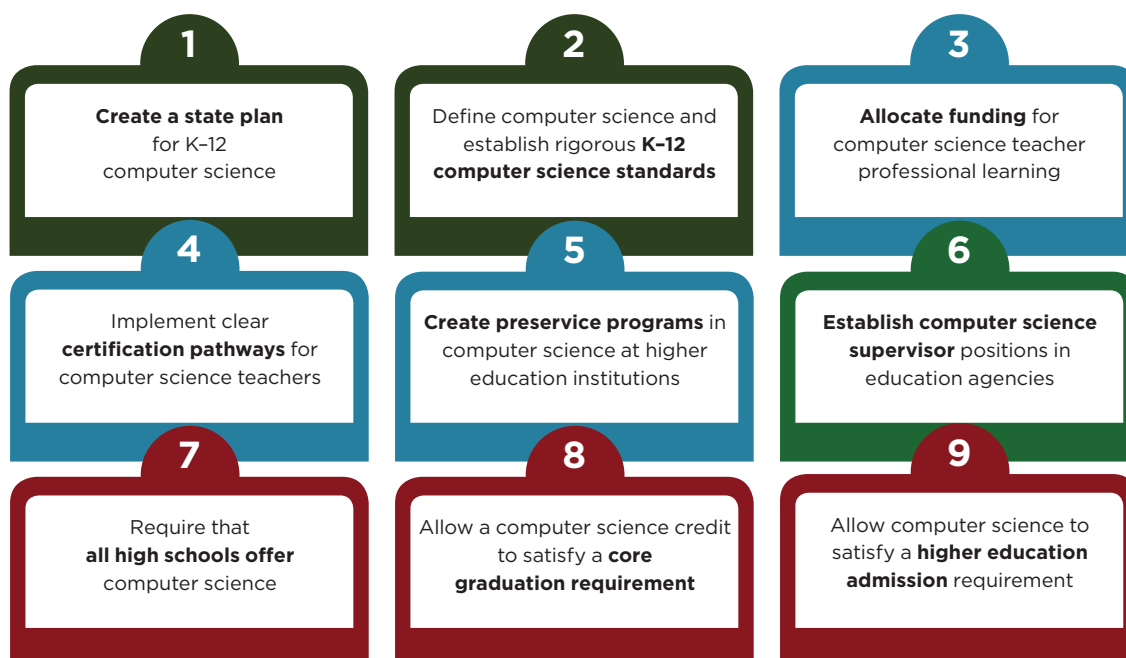 1
Create a state plan
for K–12
computer science
2
Define computer science and
establish rigorous K–12
computer science standards
3
Allocate funding for
computer science teacher
professional learning
4
Implement clear
certification pathways for
computer science teachers
5
Create preservice programs in
computer science at higher
education institutions
6
Establish computer science
supervisor positions in
education agencies
7
Require that
all high schools offer
computer science
8
Allow a computer science credit
to satisfy a core
graduation requirement
9
Allow computer science to
satisfy a higher education
admission requirement